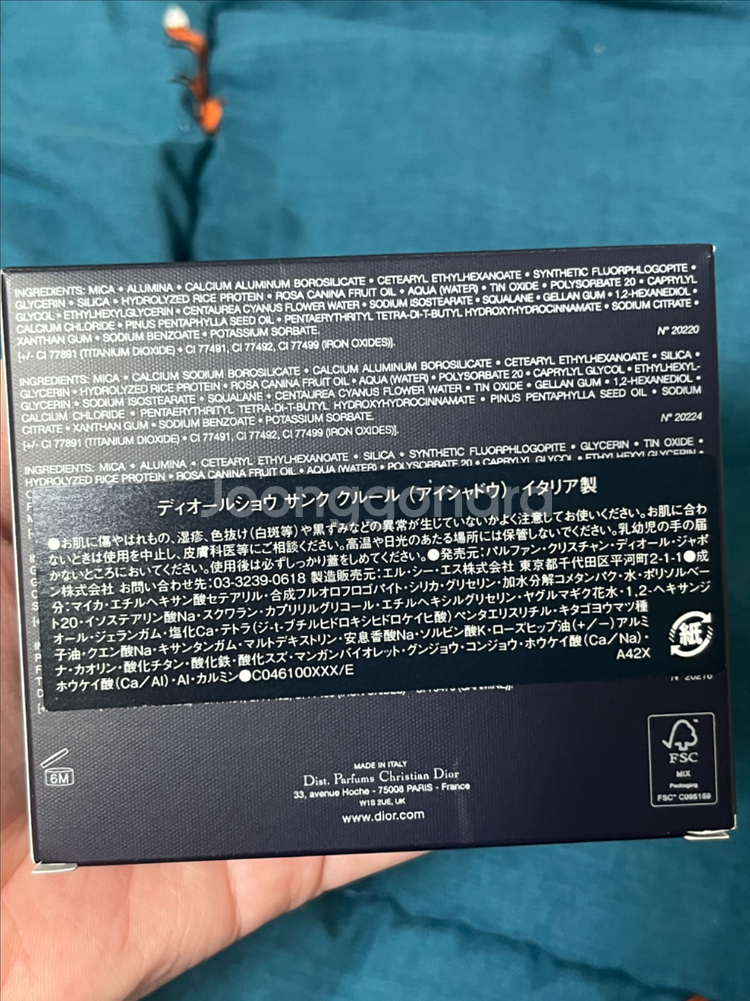 INGREDIENTS: MICA • ALUMINA • CALCIUM ALUMINUM BOROSILICATE • CETEARYL ETHYLHEXANOATE • SYNTHETIC FLUORPHLOGOPITE •
GLYCERIN • SILICA • HYDROLYZED RICE PROTEIN • ROSA CANINA FRUIT OIL • AQUA (WATER) • TIN OXIDE • POLYSORBATE 20 • CAPRYLYL
GLYCOL • ETHYLHEXYLGLYCERIN • CENTAUREA CYANUS FLOWER WATER • SODIUM ISOSTEARATE • SQUALANE • GELLAN GUM • 1,2-HEXANEDIOL •
CALCIUM CHLORIDE • PINUS PENTAPHYLLA SEED OIL • PENTAERYTHRITYL TETRA-DI-T-BUTYL HYDROXYHYDROCINNAMATE • SODIUM CITRATE •
XANTHAN GUM • SODIUM BENZOATE • POTASSIUM SORBATE.
[+/- CI 77891 (TITANIUM DIOXIDE) • CI 77491, CI 77492, CI 77499 (IRON OXIDES)].
N° 20220
INGREDIENTS: MICA • CALCIUM SODIUM BOROSILICATE • CALCIUM ALUMINUM BOROSILICATE • CETEARYL ETHYLHEXANOATE • SILICA •
GLYCERIN • HYDROLYZED RICE PROTEIN • ROSA CANINA FRUIT OIL • AQUA (WATER) • POLYSORBATE 20 • CAPRYLYL GLYCOL • ETHYLHEXYL-
GLYCERIN • SODIUM ISOSTEARATE • SQUALANE • CENTAUREA CYANUS FLOWER WATER • TIN OXIDE • GELLAN GUM • 1,2-HEXANEDIOL •
CALCIUM CHLORIDE • PENTAERYTHRITYL TETRA-DI-T-BUTYL HYDROXYHYDROCINNAMATE • PINUS PENTAPHYLLA SEED OIL • SODIUM
CITRATE • XANTHAN GUM • SODIUM BENZOATE • POTASSIUM SORBATE.
[+/- CI 77891 (TITANIUM DIOXIDE) • CI 77491, CI 77492, CI 77499 (IRON OXIDES)].
N° 20224
INGREDIENTS: MICA • ALUMINA • CETEARYL ETHYLHEXANOATE • SILICA • SYNTHETIC FLUORPHLOGOPITE • GLYCERIN • TIN OXIDE •
HYDROLYZED RICE PROTEIN • ROSA CANINA FRUIT OIL • AQUA (WATER) • POLYSORBATE 20 • CAPRYLYL GLYCOL • ETHYLHEXYLGLYCERIN •
Joongonara
ディオールショウ サンク クルール (アイシャドウ) イタリア製
●お肌に傷やはれもの、湿疹、色抜け(白斑等)や黒ずみなどの異常が生じていないかよく注意してお使いください。お肌に合わ
ないときは使用を中止し、皮膚科医等にご相談ください。高温や日光のあたる場所には保管しないでください。乳幼児の手の届
かないところにおいてください。使用後は必ずしっかり蓋をしめてください。●発売元:パルファン・クリスチャン・ディオール・ジャポ
ン株式会社 お問い合わせ先:03-3239-0618 製造販売元:エル・シー・エス株式会社 東京都千代田区平河町2-1-1●成
分:マイカ・エチルヘキサン酸セテアリル・合成フルオロフロゴパイト・シリカ・グリセリン・加水分解コメタンパク・水・ポリソルベー
ト20・イソステアリン酸Na・スクワラン・カプリリルグリコール・エチルヘキシルグリセリン・ヤグルマギク花水・1,2-ヘキサンジ
オール・ジェランガム・塩化Ca・テトラ(ジ-t-ブチルヒドロキシヒドロケイヒ酸)ペンタエリスリチル・キタゴヨウマツ種
子油・クエン酸Na・キサンタンガム・マルトデキストリン・安息香酸Na・ソルビン酸K・ローズヒップ油(+/-)アルミ
ナ・カオリン・酸化チタン・酸化鉄・酸化スズ・マンガンバイオレット・グンジョウ・コンジョウ・ホウケイ酸(Ca/Na)・
ホウケイ酸(Ca/Al)・Al・カルミン●C046100XXX/E
A42X
紙
N° 20210
6M
MADE IN ITALY
Dist. Parfums Christian Dior
33, avenue Hoche - 75008 PARIS - France
W1S 2UE, UK
www.dior.com
FSC
MIX
Packaging
FSC™ C095159